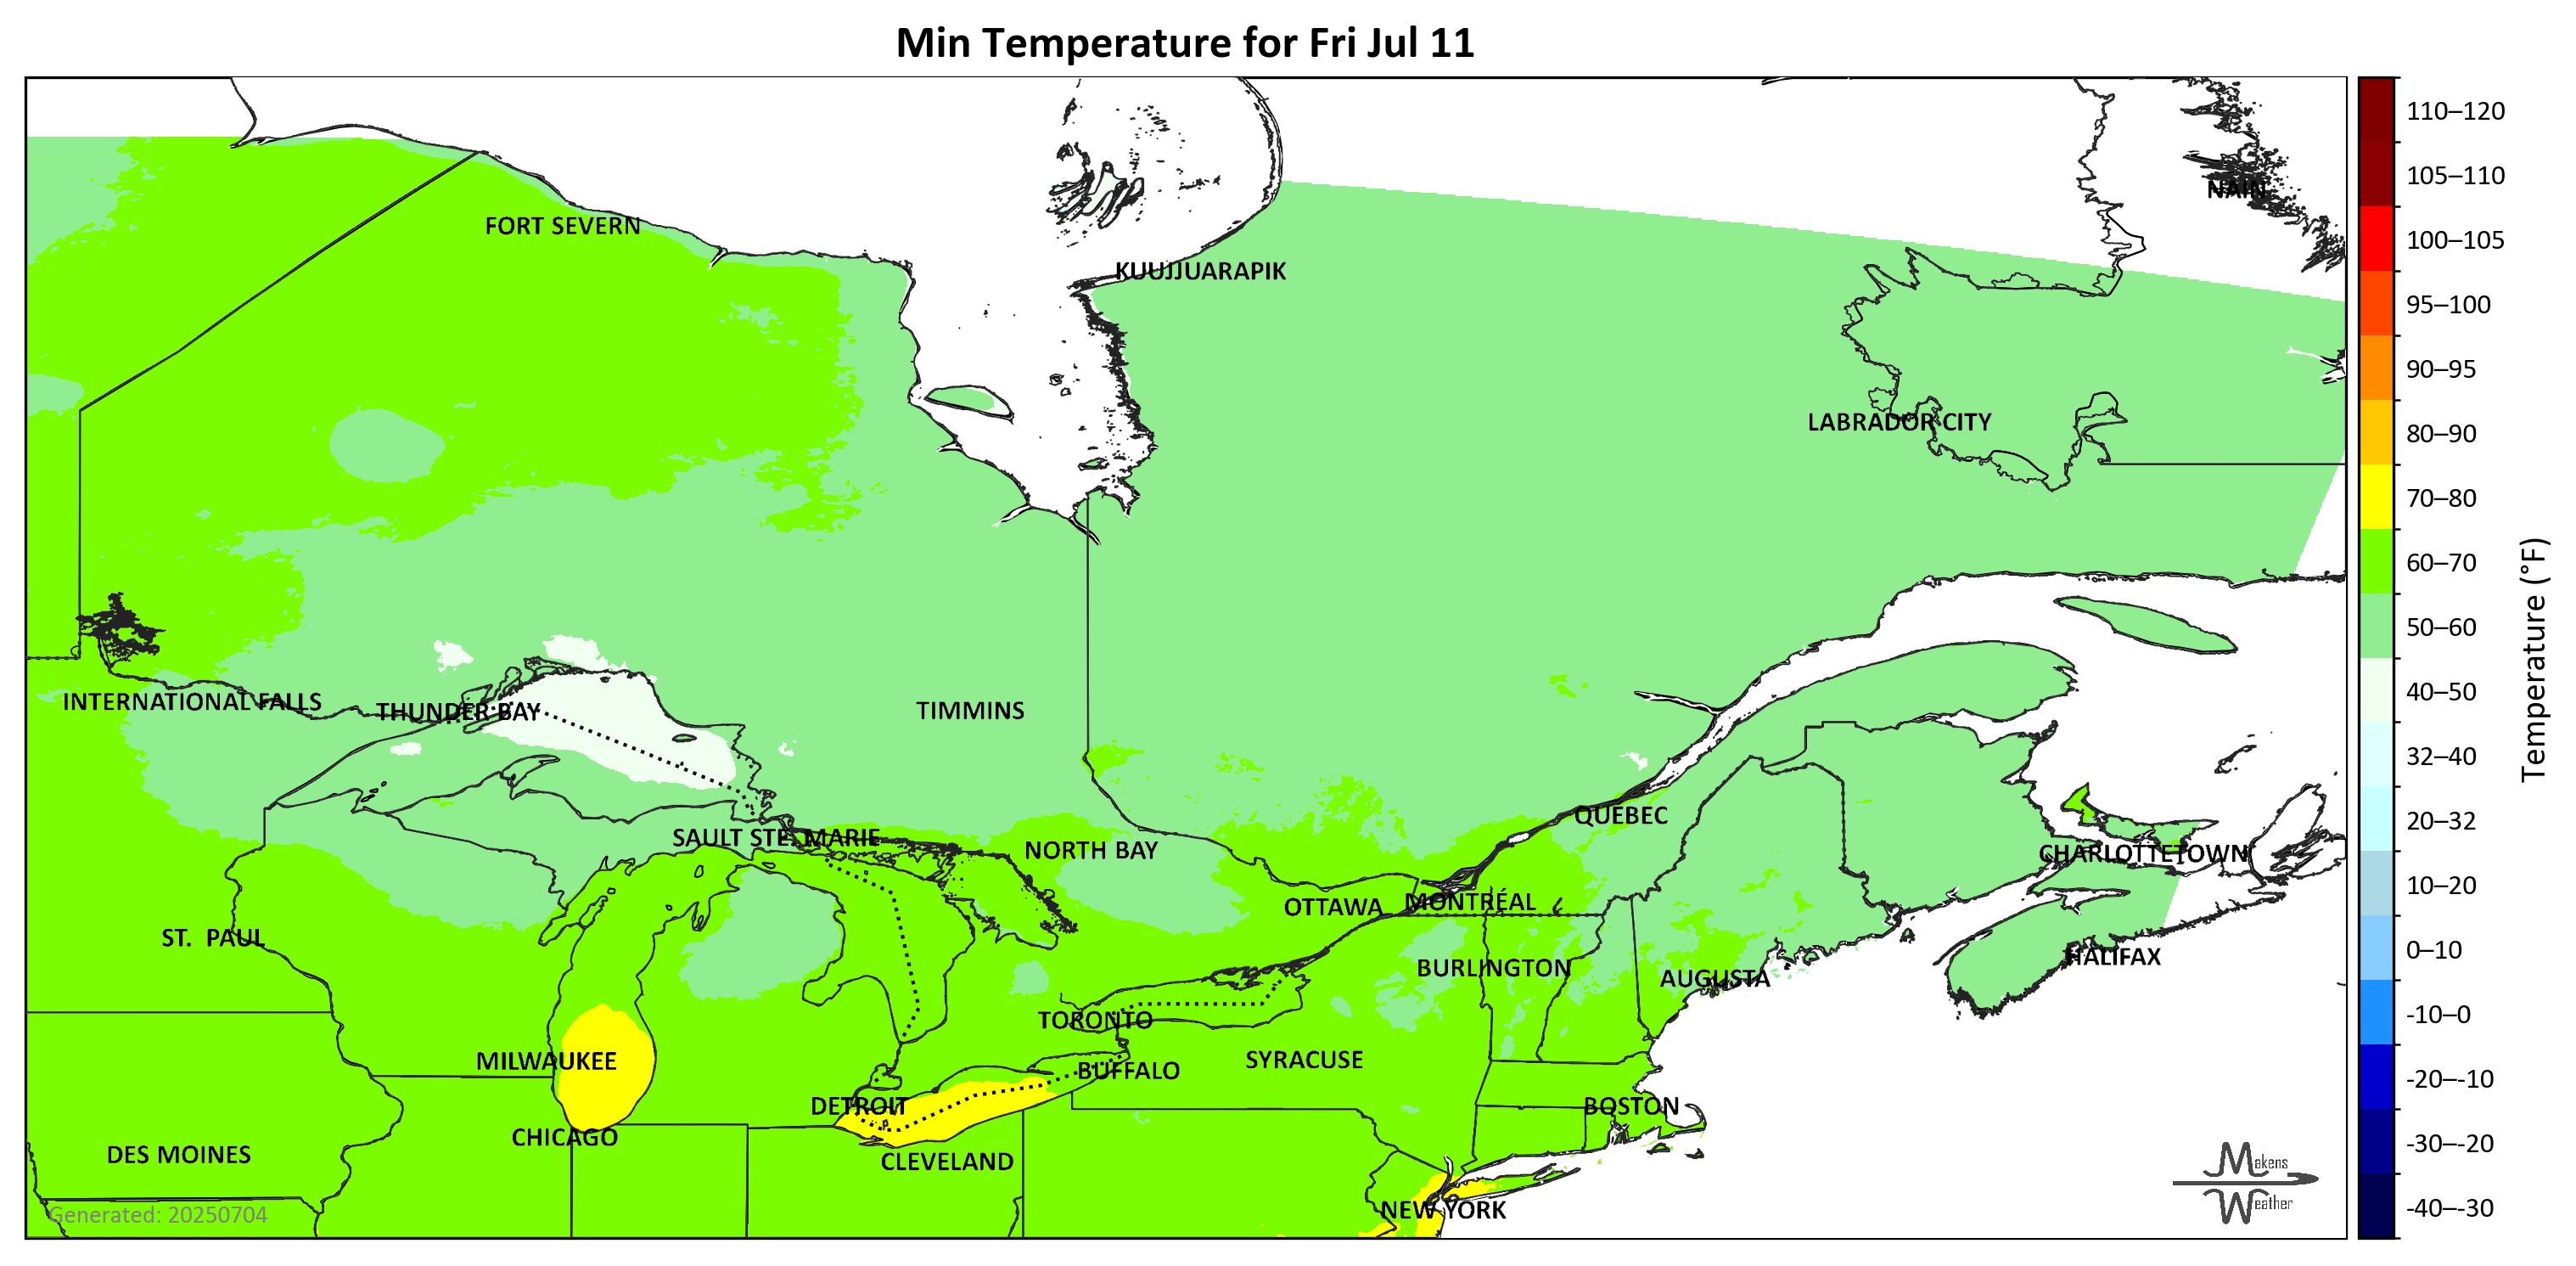 Min Temperature for Fri Jul 11
110–120
105–110
NAIN
FORT SEVERN
100–105
KUUJJUARAPIK
95–100
90–95
LABRADOR CITY
80–90
70–80
60–70
50–60
Temperature (°F)
40–50
INTERNATIONAL FALLS
THUNDER BAY
TIMMINS
32–40
QUEBEC
20–32
SAULT STE. MARIE
NORTH BAY
CHARLOTTETOWN
10–20
OTTAWA
MONTRÉAL
ST. PAUL
0–10
HALIFAX
BURLINGTON
AUGUSTA
-10–0
TORONTO
MILWAUKEE
SYRACUSE
BUFFALO
-20–-10
DETROIT
BOSTON
CHICAGO
-30–-20
DES MOINES
CLEVELAND
Makens
Weather
NEW YORK
-40–-30
Generated: 20250704